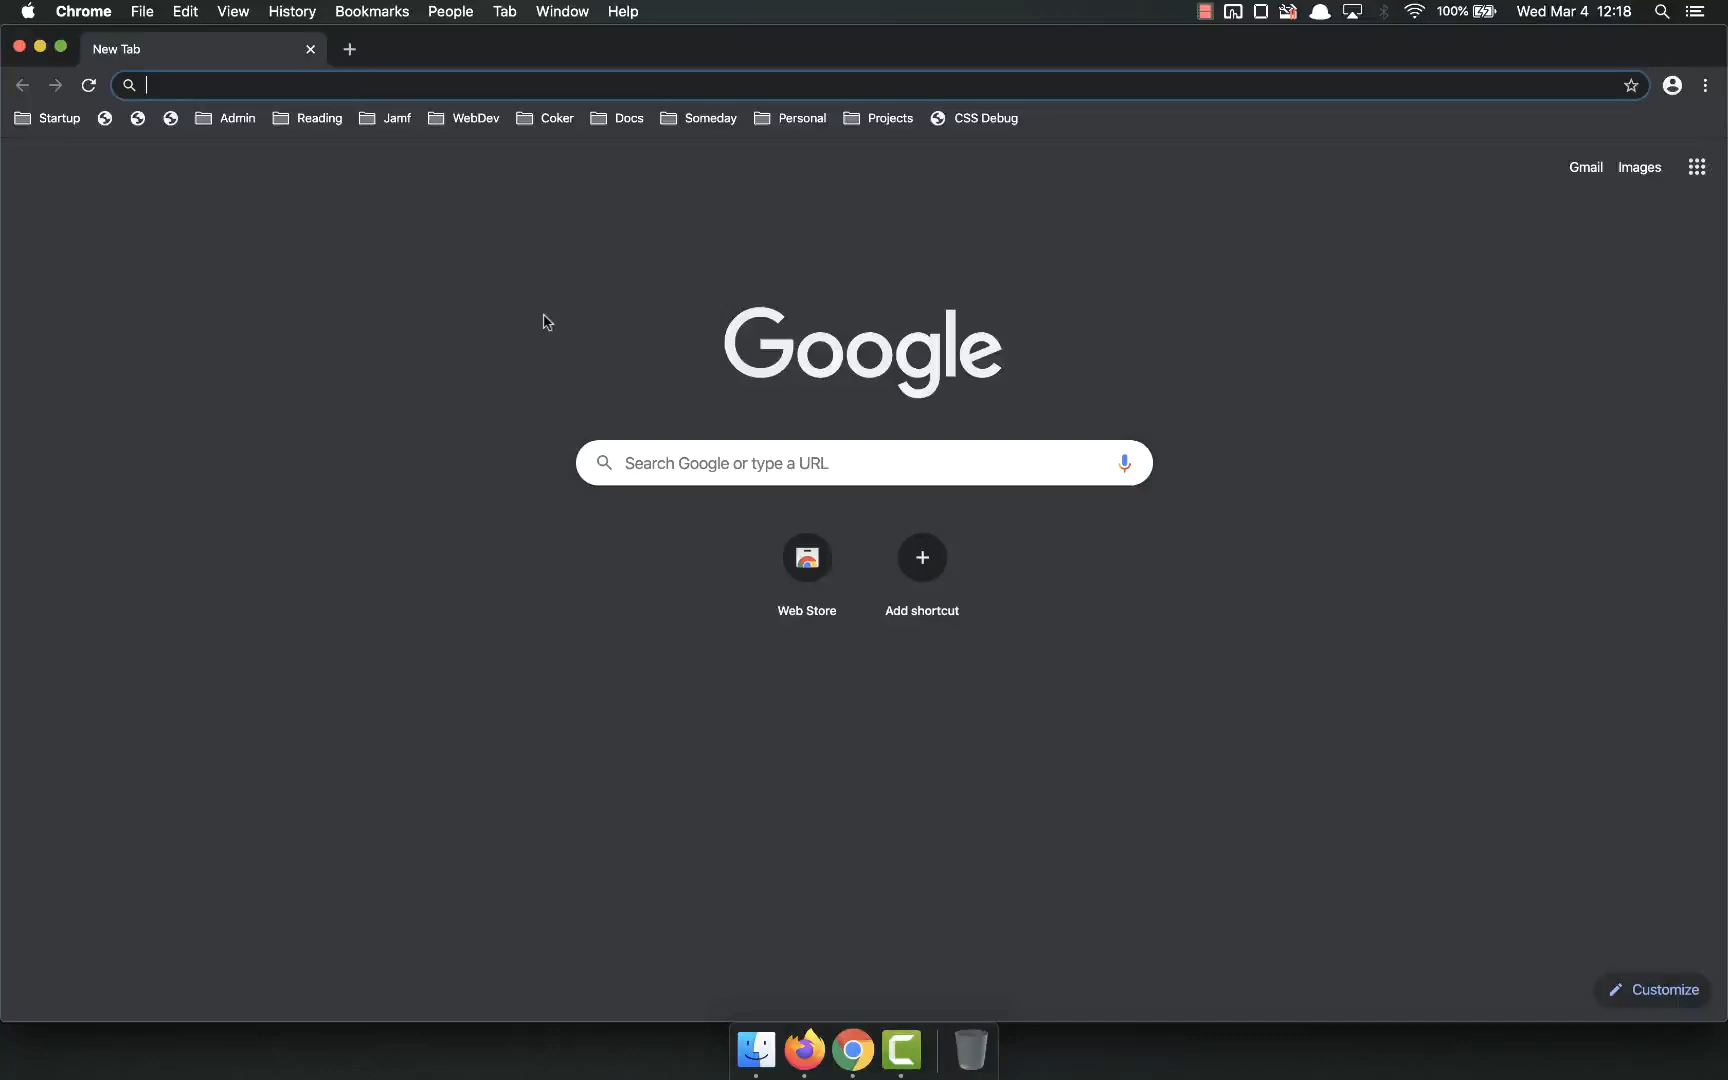 Chrome File Edit View History Bookmarks People Tab Window Help 100% Wed Mar 4 12:18
New Tab
Startup Admin Reading Jamf WebDev Coker Docs Someday Personal Projects CSS Debug
Gmail Images
Google
Search Google or type a URL
Web Store Add shortcut
Customize